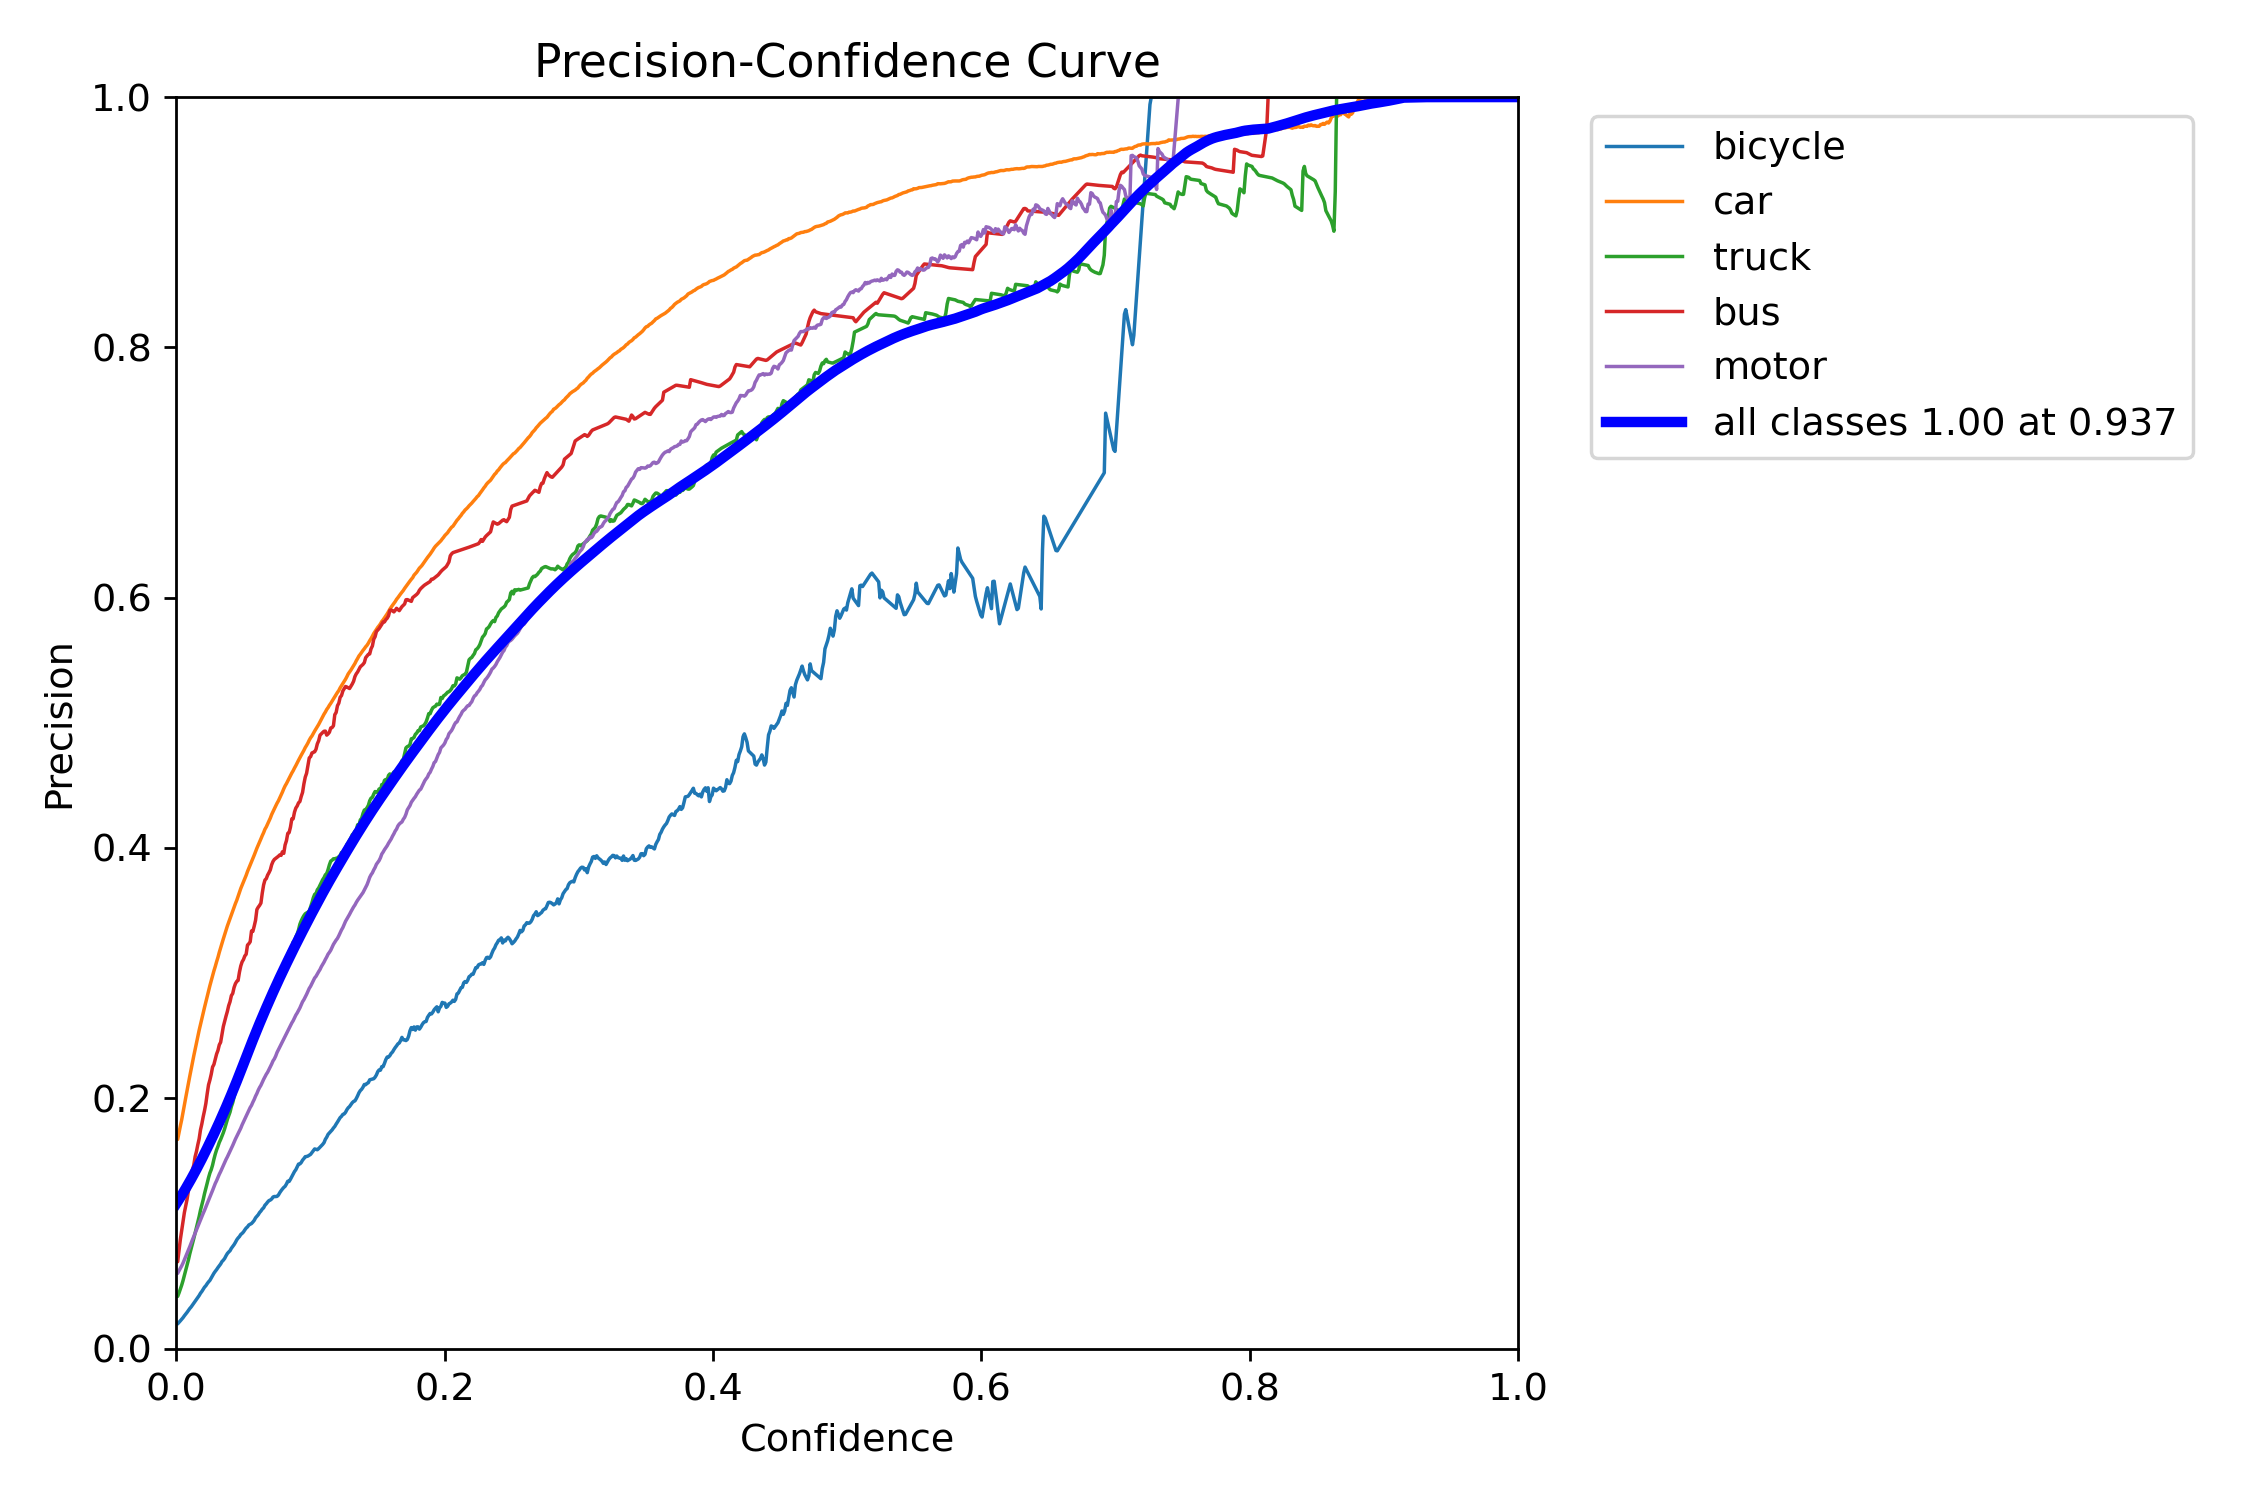 Precision-Confidence Curve
1.0
0.8
0.6
0.4
0.2
0.0
Precision
0.0 0.2 0.4 0.6 0.8 1.0
Confidence
bicycle
car
truck
bus
motor
all classes 1.00 at 0.937